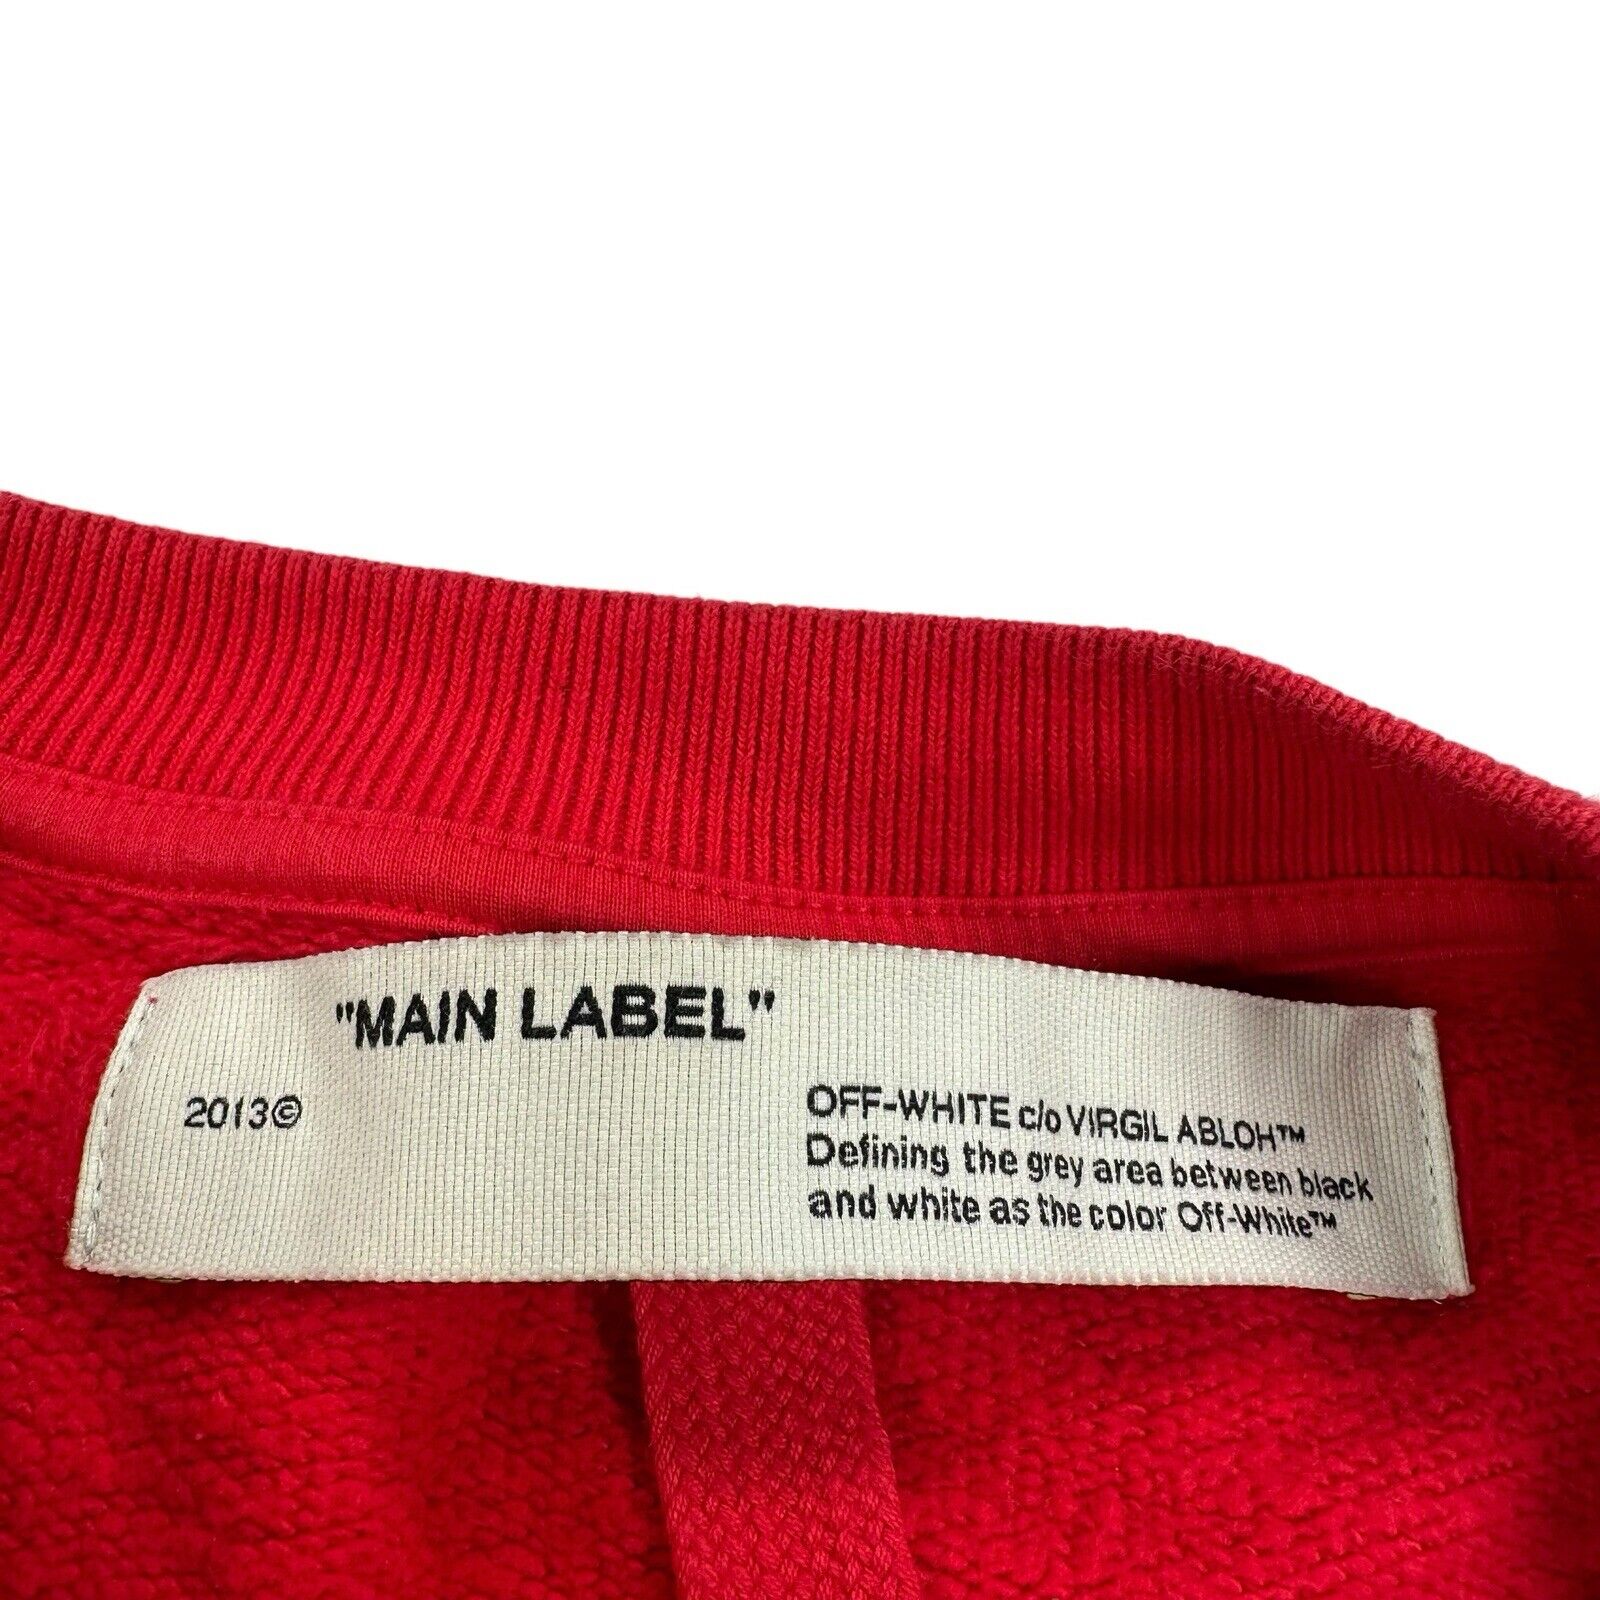 "MAIN LABEL"
2013©
OFF-WHITE c/o VIRGIL ABLOH™
Defining the grey area between black
and white as the color Off-White™